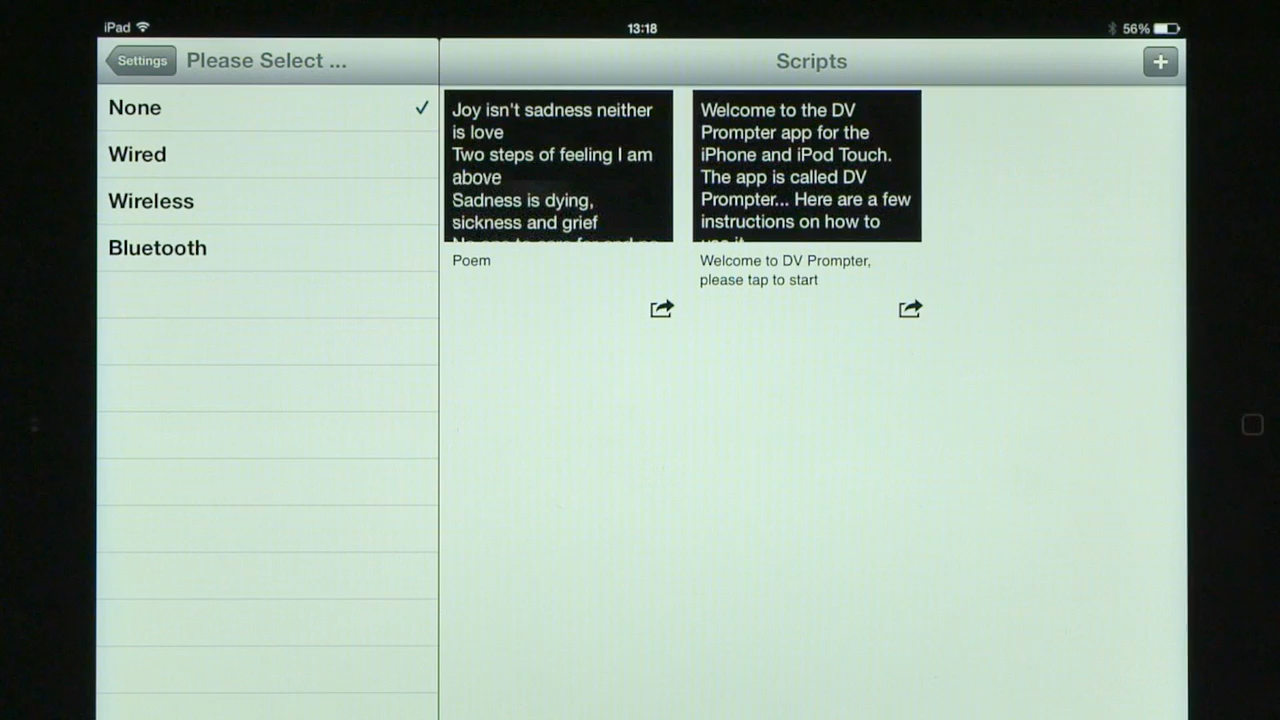 iPad
13:18
56%
Settings
Please Select ...
None
Wired
Wireless
Bluetooth
Scripts
+
Joy isn't sadness neither
is love
Two steps of feeling I am
above
Sadness is dying,
sickness and grief
Poem
Welcome to the DV
Prompter app for the
iPhone and iPod Touch.
The app is called DV
Prompter... Here are a few
instructions on how to
use it
Welcome to DV Prompter,
please tap to start